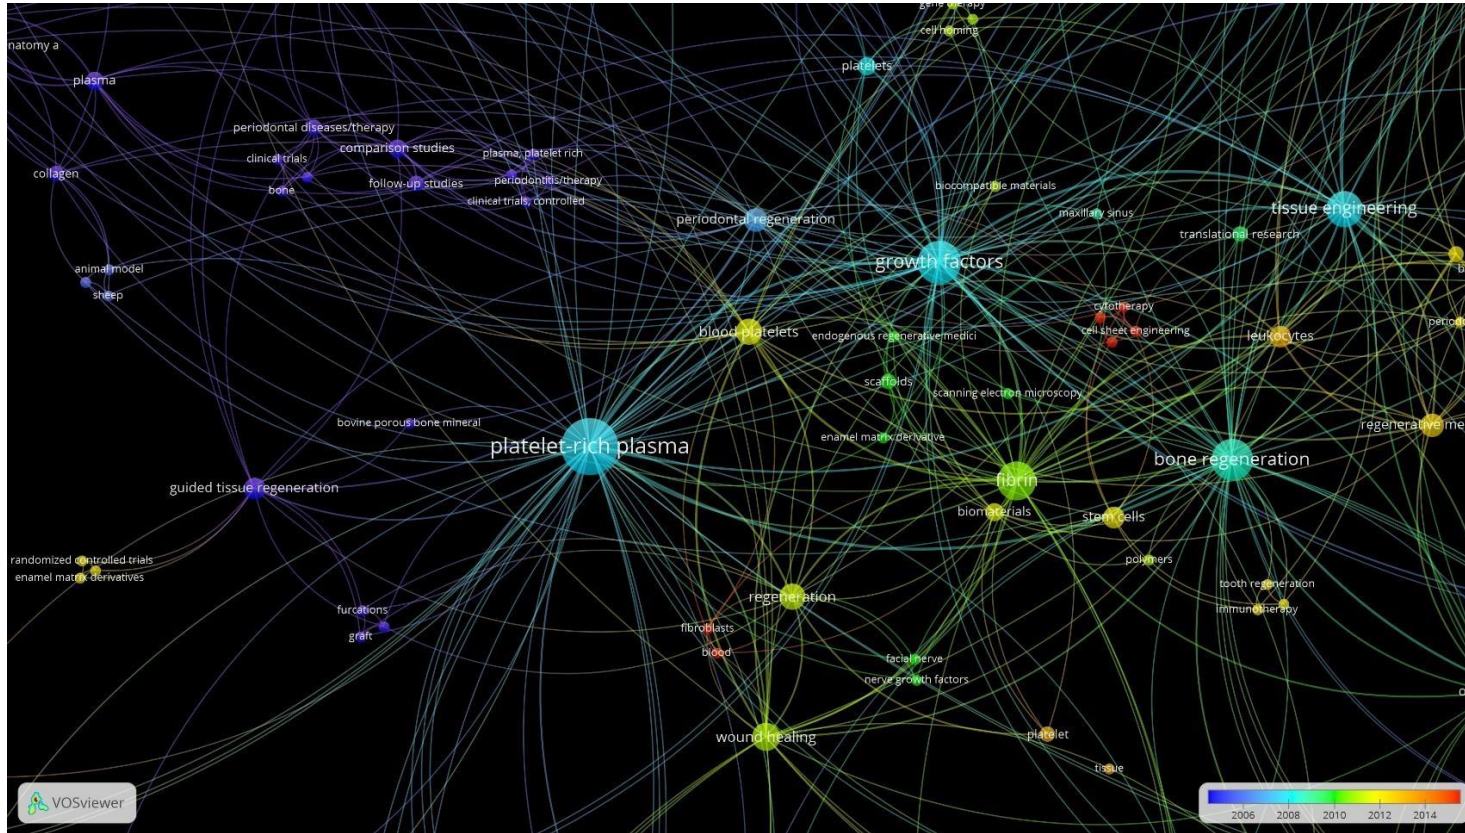 gene therapy
cell homing
natomy a
platelets
plasma
periodontal diseases/therapy
comparison studies
plasma, platelet rich
clinical trials
collagen
bone
follow-up studies
periodontitis/therapy
clinical trials, controlled
biocompatible materials
periodontal regeneration
maxillary sinus
tissue engineering
translational research
growth factors
animal model
sheep
b
cytotherapy
cell sheet engineering
blood platelets
endogenous regenerative medici
leukocytes
period
scaffolds
scanning electron microscopy
bovine porous bone mineral
enamel matrix derivative
regenerative me
platelet-rich plasma
bone regeneration
fibrin
guided tissue regeneration
biomaterials
stem cells
randomized controlled trials
enamel matrix derivatives
polymers
tooth regeneration
immunotherapy
regeneration
furcations
graft
fibroblasts
blood
facial nerve
nerve growth factors
o
wound healing
platelet
tissue
VOSviewer
2006 2008 2010 2012 2014